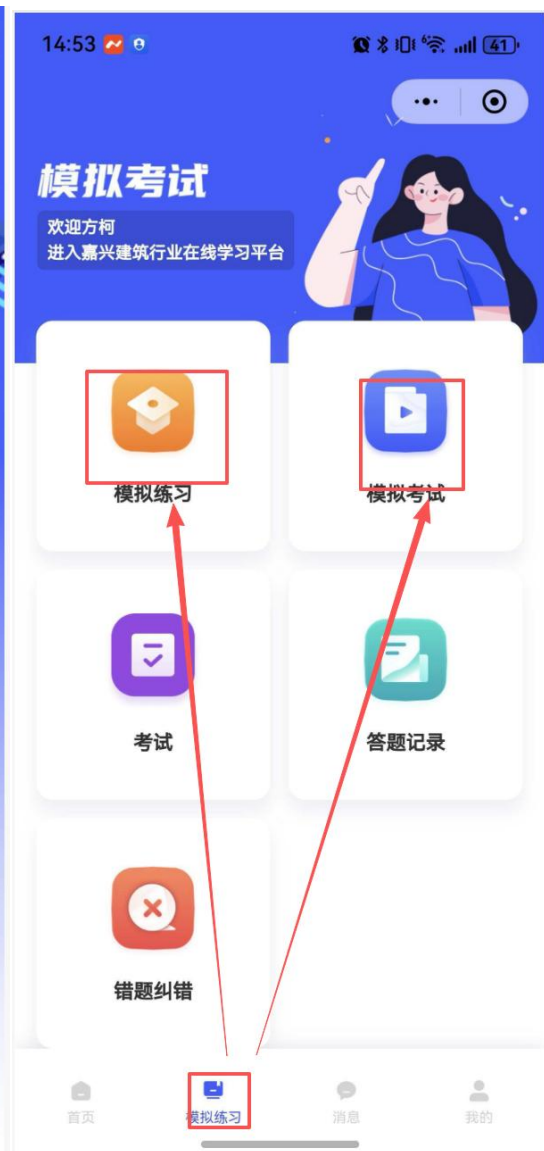 14:53
41
模拟考试
欢迎方柯
进入嘉兴建筑行业在线学习平台
模拟练习
模拟考试
考试
答题记录
错题纠错
首页
模拟练习
消息
我的